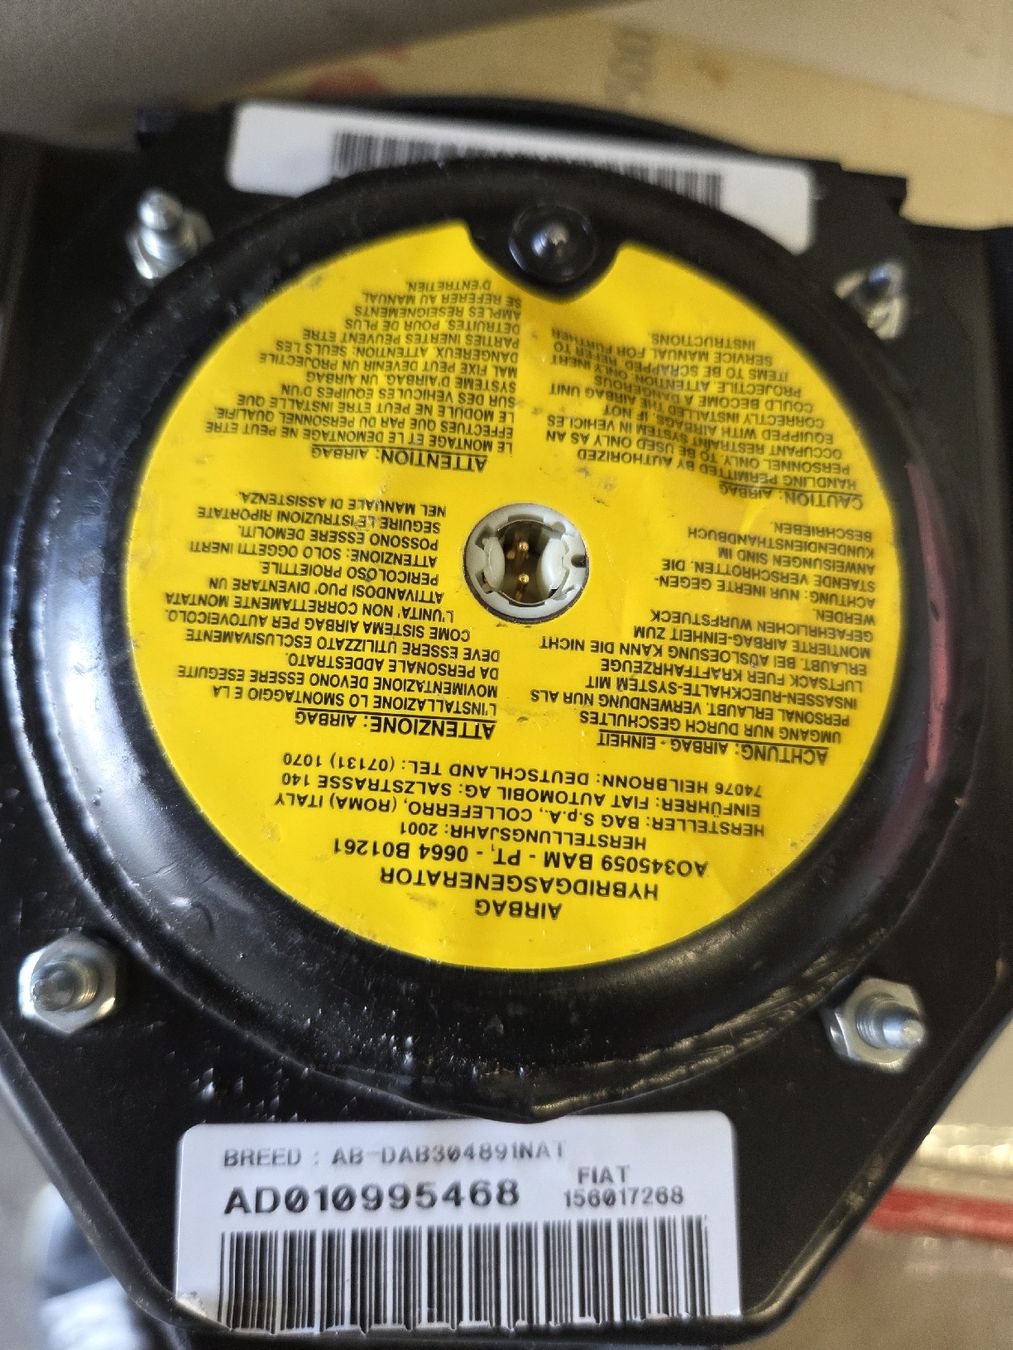 AIRBAG
HYBRIDGASGENERATOR
AO345059 BAM - PT, - 0664 B01261
HERSTELLUNGSJAHR: 2001
HERSTELLER: BAG S.p.A., COLLEFERRO, (ROMA) ITALY
EINFÜHRER: FIAT AUTOMOBIL AG: SALZSTRASSE 140
74076 HEILBRONN: DEUTSCHLAND TEL: (07131) 1070
ACHTUNG: AIRBAG - EINHEIT
UMGANG NUR DURCH GESCHULTES
PERSONAL ERLAUBT. VERWENDUNG NUR ALS
INSASSEN-RUECKHALTE-SYSTEM MIT
LUFTSACK FUER KRAFTFAHRZEUGE
ERLAUBT. BEI AUSLOESUNG KANN DIE NICHT
MONTIERTE AIRBAG-EINHEIT ZUM
GEFAEHRLICHEN WURFSTUECK
WERDEN.
ACHTUNG: NUR INERTE GEGEN-
STAENDE VERSCHROTTEN. DIE
ANWEISUNGEN SIND IM
KUNDENDIENSTHANDBUCH
BESCHRIEBEN.
ATTENZIONE: AIRBAG
L'INSTALLAZIONE LO SMONTAGGIO E LA
MOVIMENTAZIONE DEVONO ESSERE ESEGUITE
DA PERSONALE ADDESTRATO.
DEVE ESSERE UTILIZZATO ESCLUSIVAMENTE
COME SISTEMA AIRBAG PER AUTOVEICOLO.
L'UNITA' NON CORRETTAMENTE MONTATA
ATTIVANDOSI PUO' DIVENTARE UN
PERICOLOSO PROIETTILE.
ATTENZIONE: SOLO OGGETTI INERTI
POSSONO ESSERE DEMOLITI.
SEGUIRE LE ISTRUZIONI RIPORTATE
NEL MANUALE DI ASSISTENZA.
CAUTION: AIRBAG
HANDLING PERMITTED BY AUTHORIZED
PERSONNEL ONLY. TO BE USED ONLY AS AN
OCCUPANT RESTRAINT SYSTEM IN VEHICLES
EQUIPPED WITH AIRBAGS. IF NOT
CORRECTLY INSTALLED THE AIRBAG UNIT
COULD BECOME A DANGEROUS
PROJECTILE. ATTENTION: ONLY INERT
ITEMS TO BE SCRAPPED. REFER TO
SERVICE MANUAL FOR FURTHER
INSTRUCTIONS
ATTENTION: AIRBAG
LE MONTAGE ET LE DEMONTAGE NE PEUT ETRE
EFFECTUES QUE PAR DU PERSONNEL QUALIFIE.
LE MODULE NE PEUT ETRE INSTALLE QUE
SUR DES VEHICULES EQUIPES D'UN
SYSTEME D'AIRBAG. UN AIRBAG
MAL FIXE PEUT DEVENIR UN PROJECTILE
DANGEREUX. ATTENTION: SEULS LES
PARTIES INERTES PEUVENT ETRE
DETRUITES. POUR DE PLUS
AMPLES RESEIGNEMENTS
SE REFERER AU MANUAL
D'ENTRETIEN.
BREED : AB-DAB304891NAT
AD010995468
FIAT
156017268